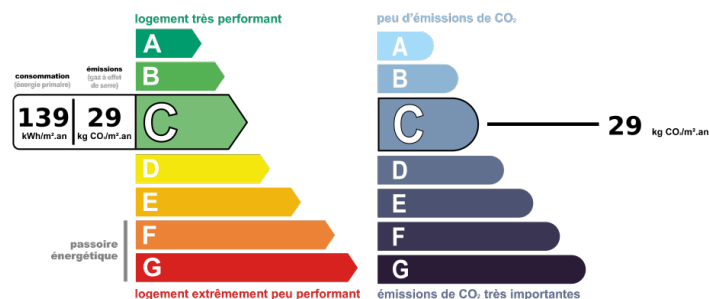 logement très performant
A
B
consommation
(énergie primaire)
émissions
(gaz à effet
de serre)
139
kWh/m².an
29
kg CO₂/m².an
C
D
E
F
G
passoire
énergétique
logement extrêmement peu performant
peu d'émissions de CO₂
A
B
C
29 kg CO₂/m².an
D
E
F
G
émissions de CO₂ très importantes